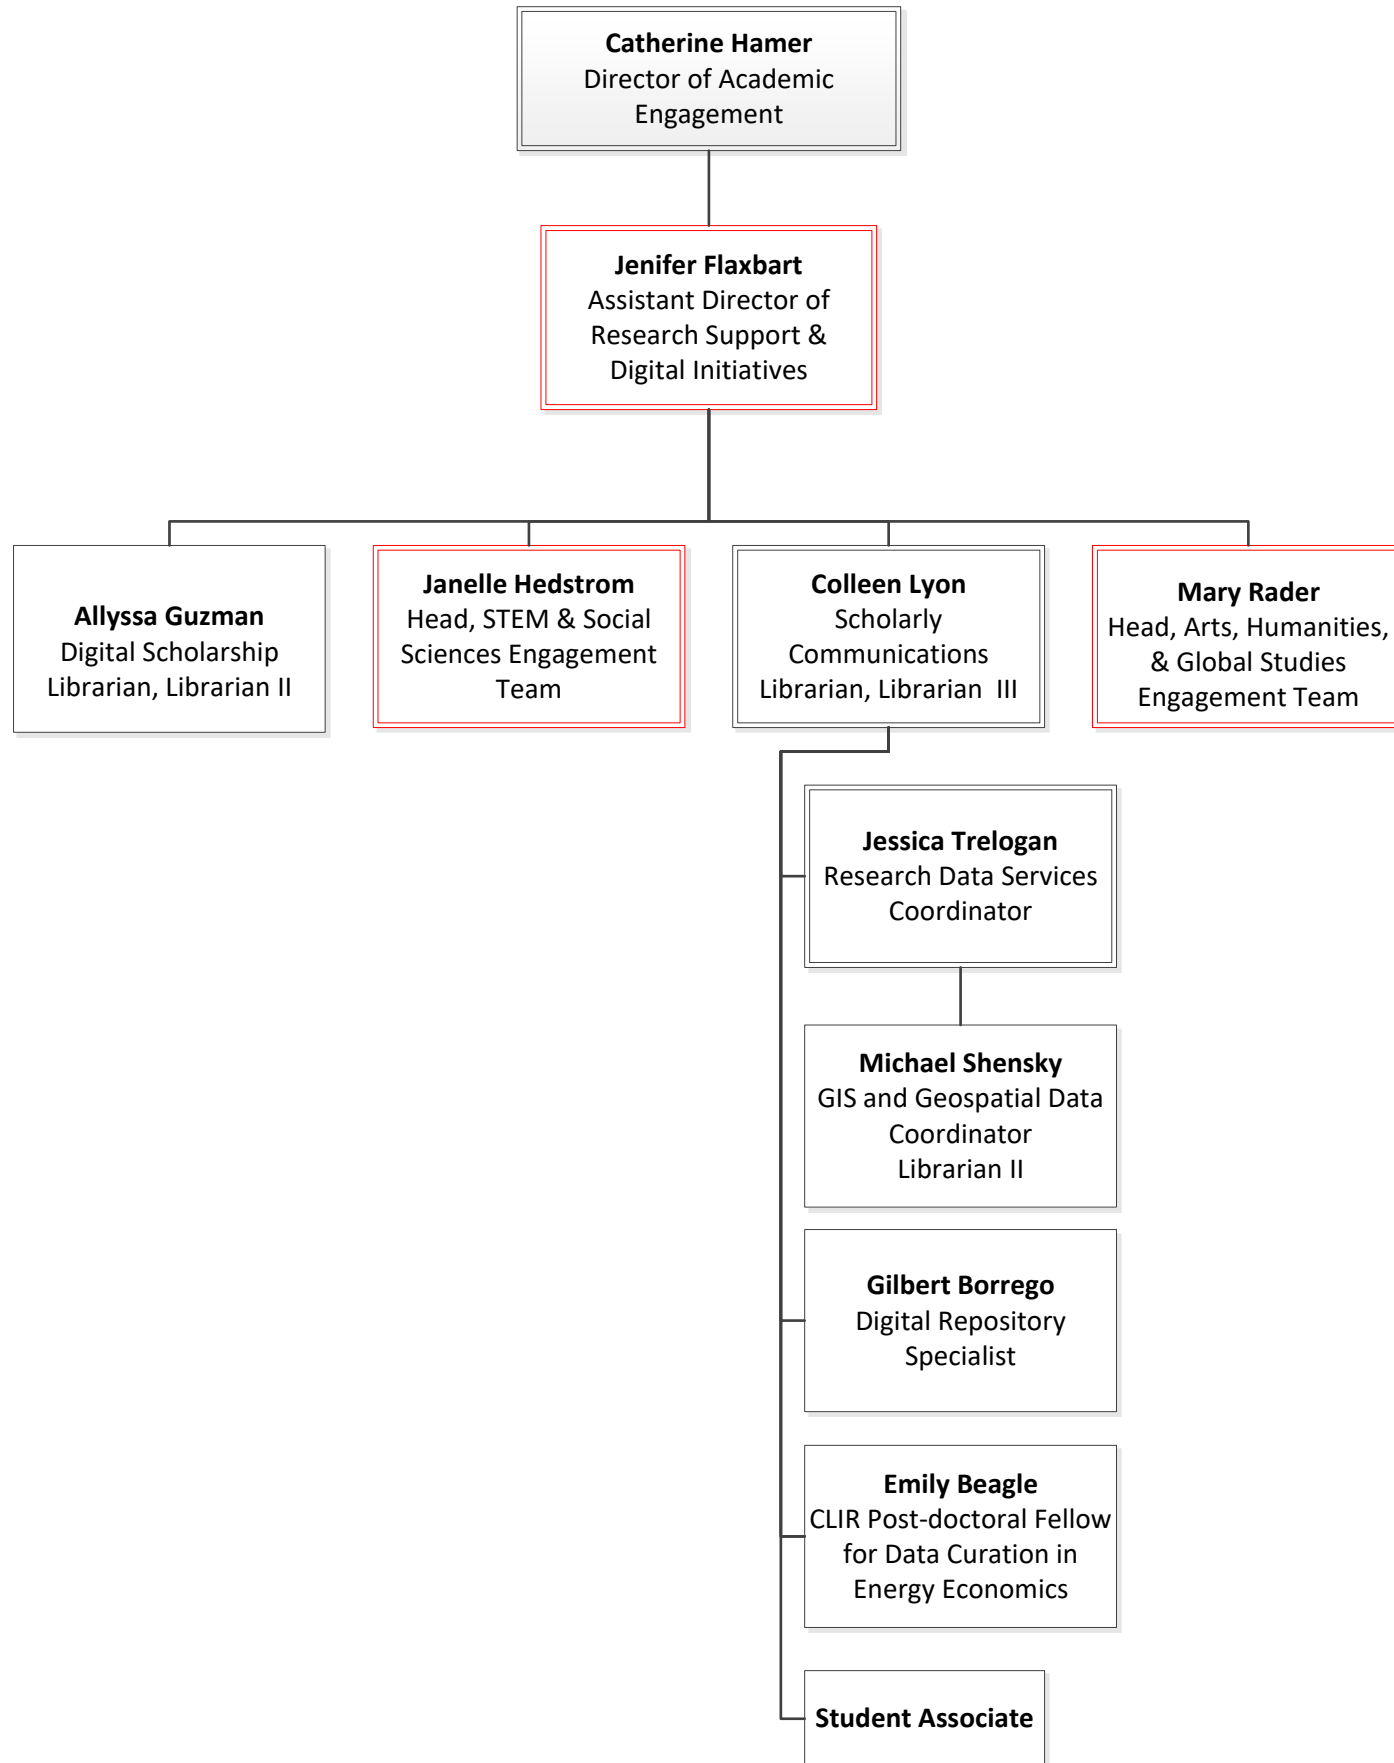 Catherine Hamer
Director of Academic
Engagement
Jenifer Flaxbart
Assistant Director of
Research Support &
Digital Initiatives
Allyssa Guzman
Digital Scholarship
Librarian, Librarian II
Janelle Hedstrom
Head, STEM & Social
Sciences Engagement
Team
Colleen Lyon
Scholarly
Communications
Librarian, Librarian  III
Mary Rader
Head, Arts, Humanities,
& Global Studies
Engagement Team
Jessica Trelogan
Research Data Services
Coordinator
Michael Shensky
GIS and Geospatial Data
Coordinator
Librarian II
Gilbert Borrego
Digital Repository
Specialist
Emily Beagle
CLIR Post-doctoral Fellow
for Data Curation in
Energy Economics
Student Associate